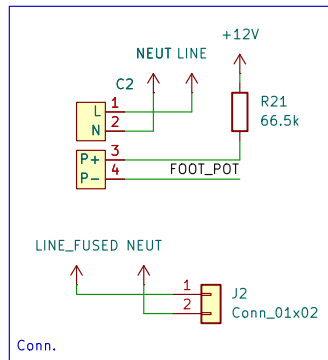 +12V
NEUT LINE
C2
L 1
N 2
R21
66.5k
P+ 3
P- 4
FOOT_POT
LINE_FUSED NEUT
1
2
J2
Conn_01x02
Conn.